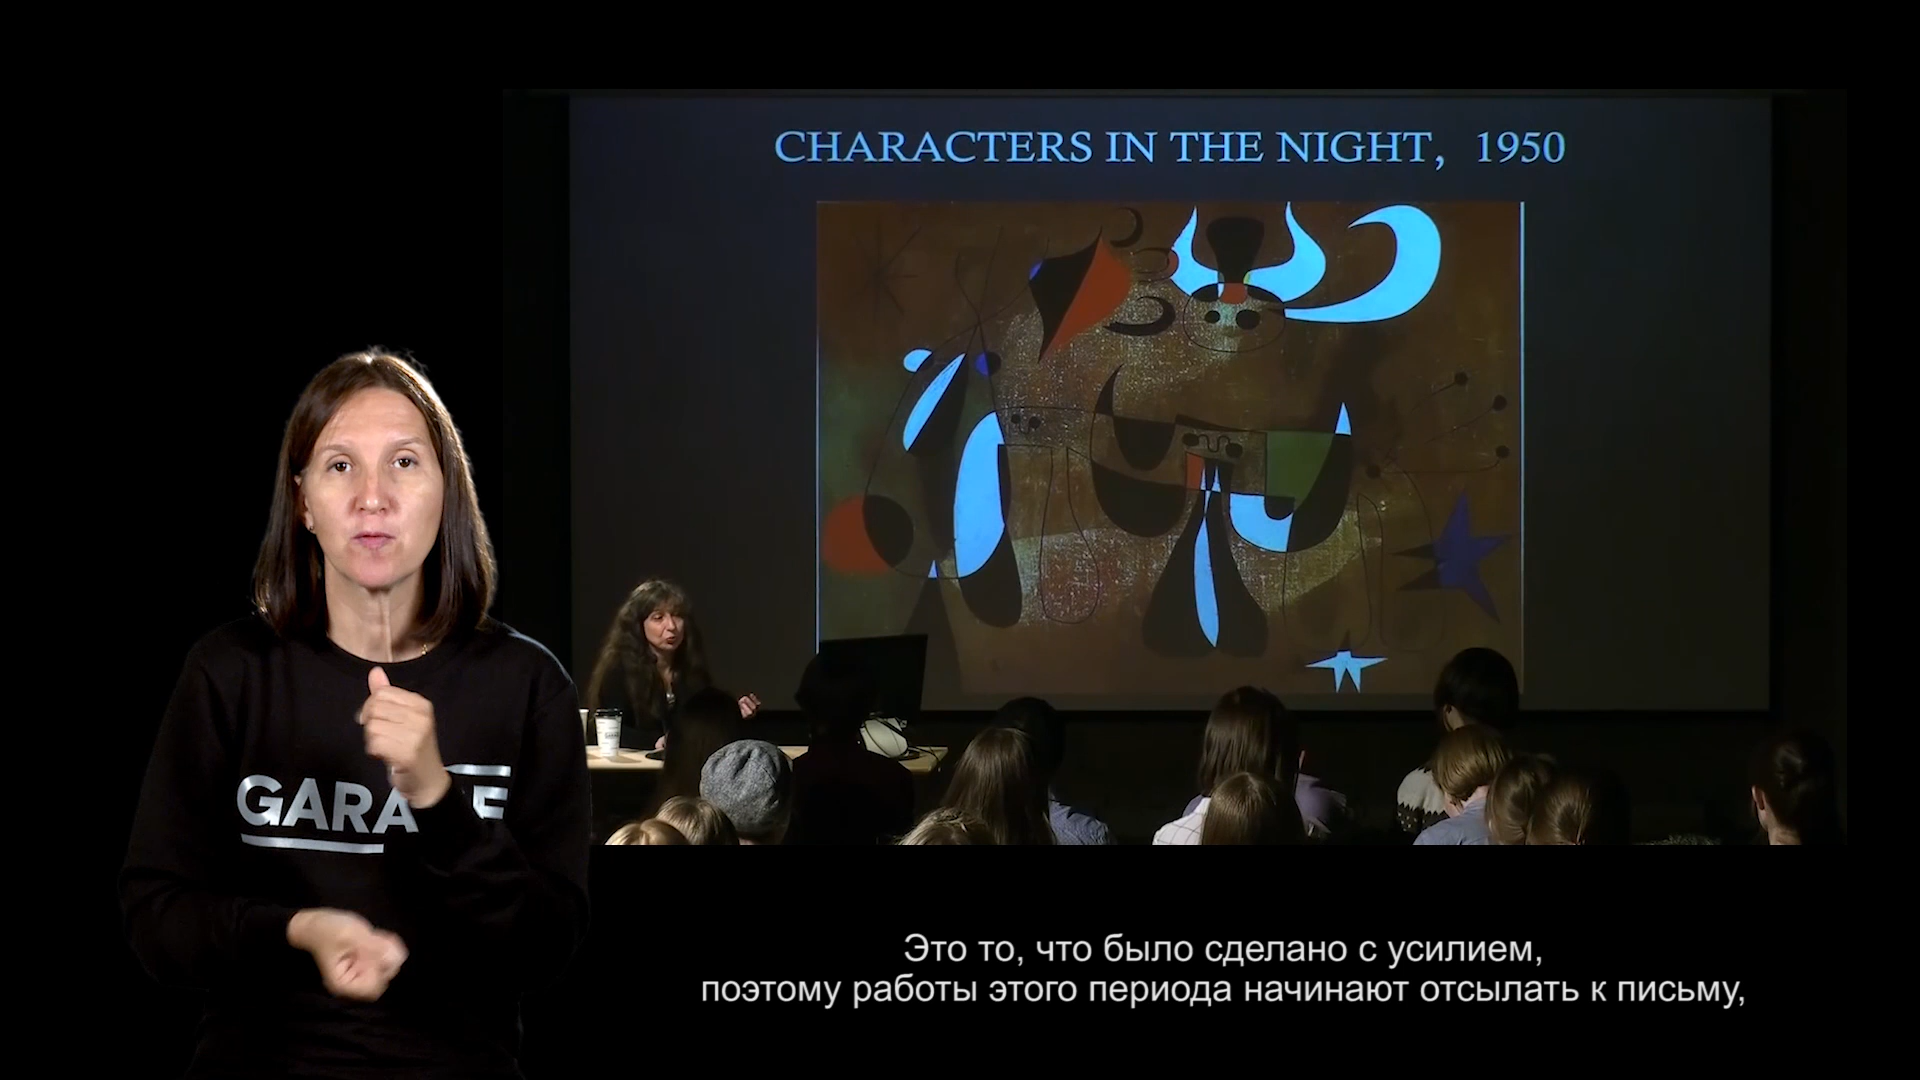 CHARACTERS IN THE NIGHT, 1950
GARA E
Это то, что было сделано с усилием,
поэтому работы этого периода начинают отсылать к письму,